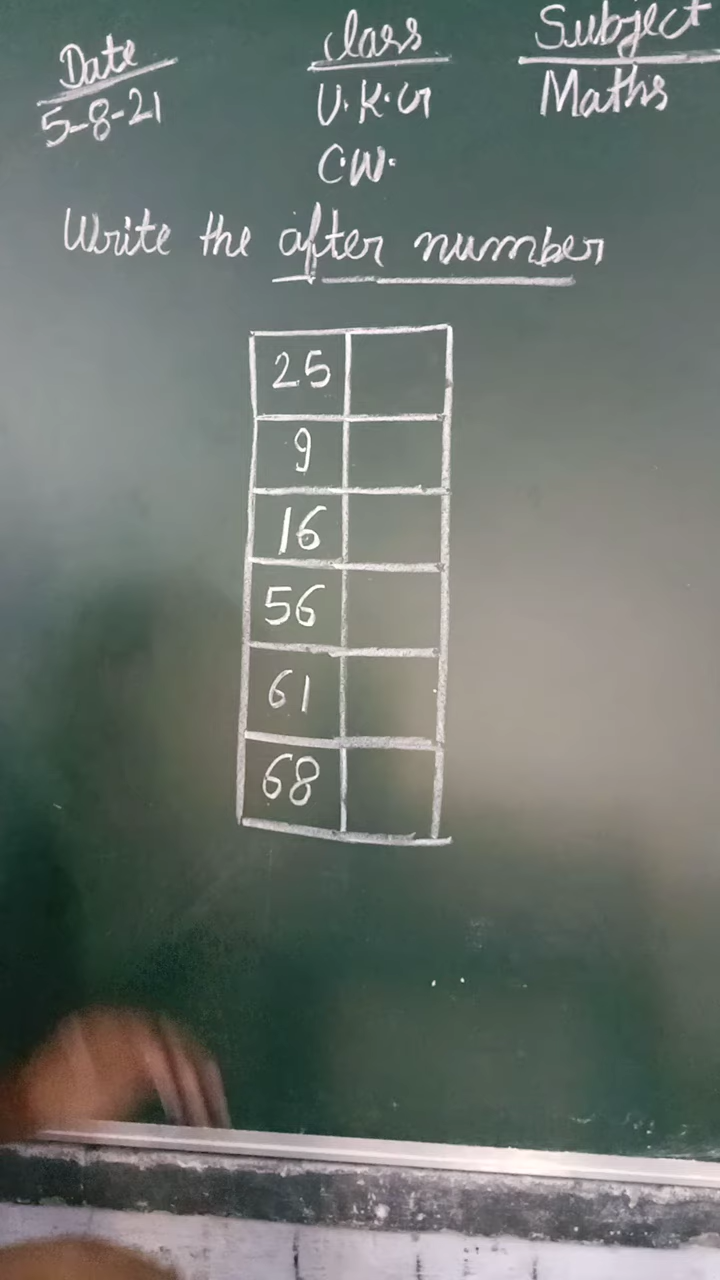 Date Class Subject
5-8-21 U.K.G Maths
C.W.
Write the after number
25
9
16
56
61
68